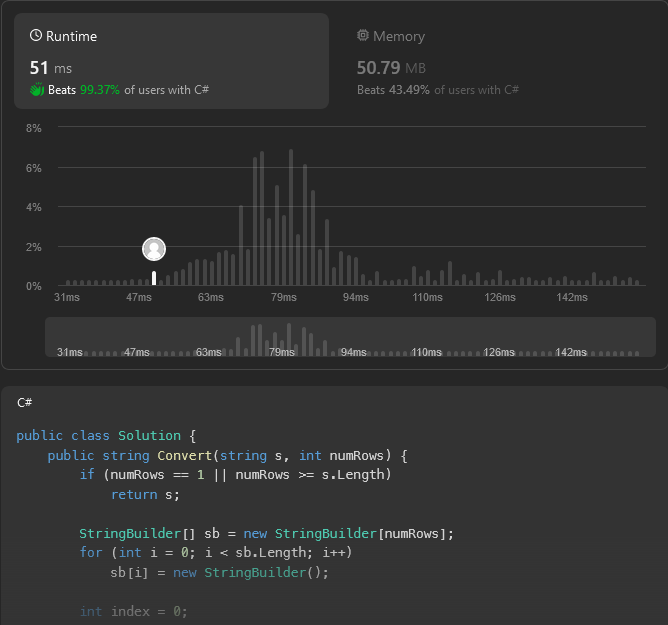 Runtime
Memory
51 ms
50.79 MB
Beats 99.37% of users with C#
Beats 43.49% of users with C#
8%
6%
4%
2%
0%
31ms 47ms 63ms 79ms 94ms 110ms 126ms 142ms
31ms 47ms 63ms 79ms 94ms 110ms 126ms 142ms
C#
public class Solution {
    public string Convert(string s, int numRows) {
        if (numRows == 1 || numRows >= s.Length)
            return s;
        StringBuilder[] sb = new StringBuilder[numRows];
        for (int i = 0; i < sb.Length; i++)
            sb[i] = new StringBuilder();
        int index = 0;